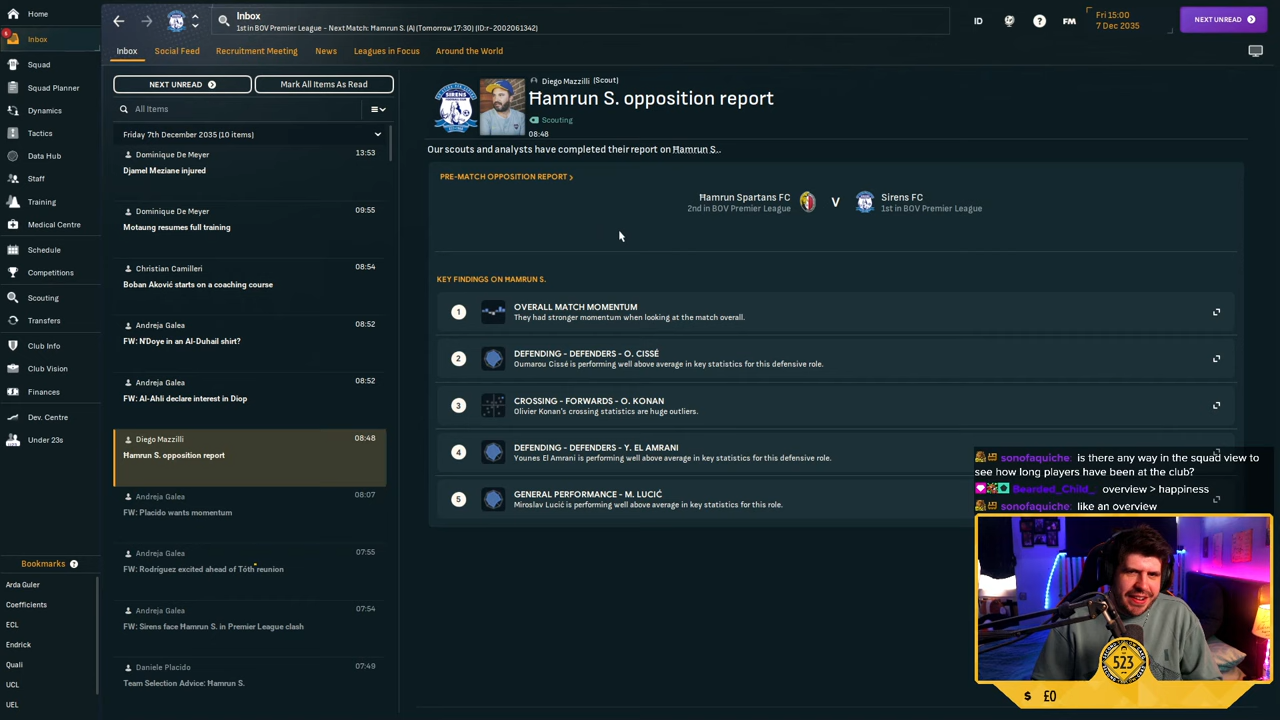 Home
Inbox
Squad
Squad Planner
Dynamics
Tactics
Data Hub
Staff
Training
Medical Centre
Schedule
Competitions
Scouting
Transfers
Club Info
Club Vision
Finances
Dev. Centre
Under 23s
Bookmarks
Arda Guler
Coefficients
ECL
Endrick
Quali
UCL
UEL
Inbox
1st in BOV Premier League - Next Match: Ħamrun S. (A) (Tomorrow 17:30) (ID:r-2002061342)
ID
FM
Fri 15:00
7 Dec 2035
NEXT UNREAD
Inbox
Social Feed
Recruitment Meeting
News
Leagues in Focus
Around the World
NEXT UNREAD
Mark All Items As Read
All Items
Friday 7th December 2035 (10 items)
Dominique De Meyer
13:53
Djamel Meziane injured
Dominique De Meyer
09:55
Motaung resumes full training
Christian Camilleri
08:54
Boban Aković starts on a coaching course
Andreja Galea
08:52
FW: N'Doye in an Al-Duhail shirt?
Andreja Galea
08:52
FW: Al-Ahli declare interest in Diop
Diego Mazzilli
08:48
Ħamrun S. opposition report
Andreja Galea
08:07
FW: Placido wants momentum
Andreja Galea
07:55
FW: Rodríguez excited ahead of Tóth reunion
Andreja Galea
07:54
FW: Sirens face Ħamrun S. in Premier League clash
Daniele Placido
07:49
Team Selection Advice: Ħamrun S.
SIRENS
Diego Mazzilli (Scout)
Ħamrun S. opposition report
Scouting
08:48
Our scouts and analysts have completed their report on Ħamrun S..
PRE-MATCH OPPOSITION REPORT >
Ħamrun Spartans FC
2nd in BOV Premier League
V
Sirens FC
1st in BOV Premier League
KEY FINDINGS ON ĦAMRUN S.
1
OVERALL MATCH MOMENTUM
They had stronger momentum when looking at the match overall.
2
DEFENDING - DEFENDERS - O. CISSÉ
Oumarou Cissé is performing well above average in key statistics for this defensive role.
3
CROSSING - FORWARDS - O. KONAN
Olivier Konan's crossing statistics are huge outliers.
4
DEFENDING - DEFENDERS - Y. EL AMRANI
Younes El Amrani is performing well above average in key statistics for this defensive role.
5
GENERAL PERFORMANCE - M. LUCIĆ
Miroslav Lucić is performing well above average in key statistics for this role.
sonofaquiche: is there any way in the squad view to
see how long players have been at the club?
Bearded_Child_ overview > happiness
sonofaquiche: like an overview
523
$ £0